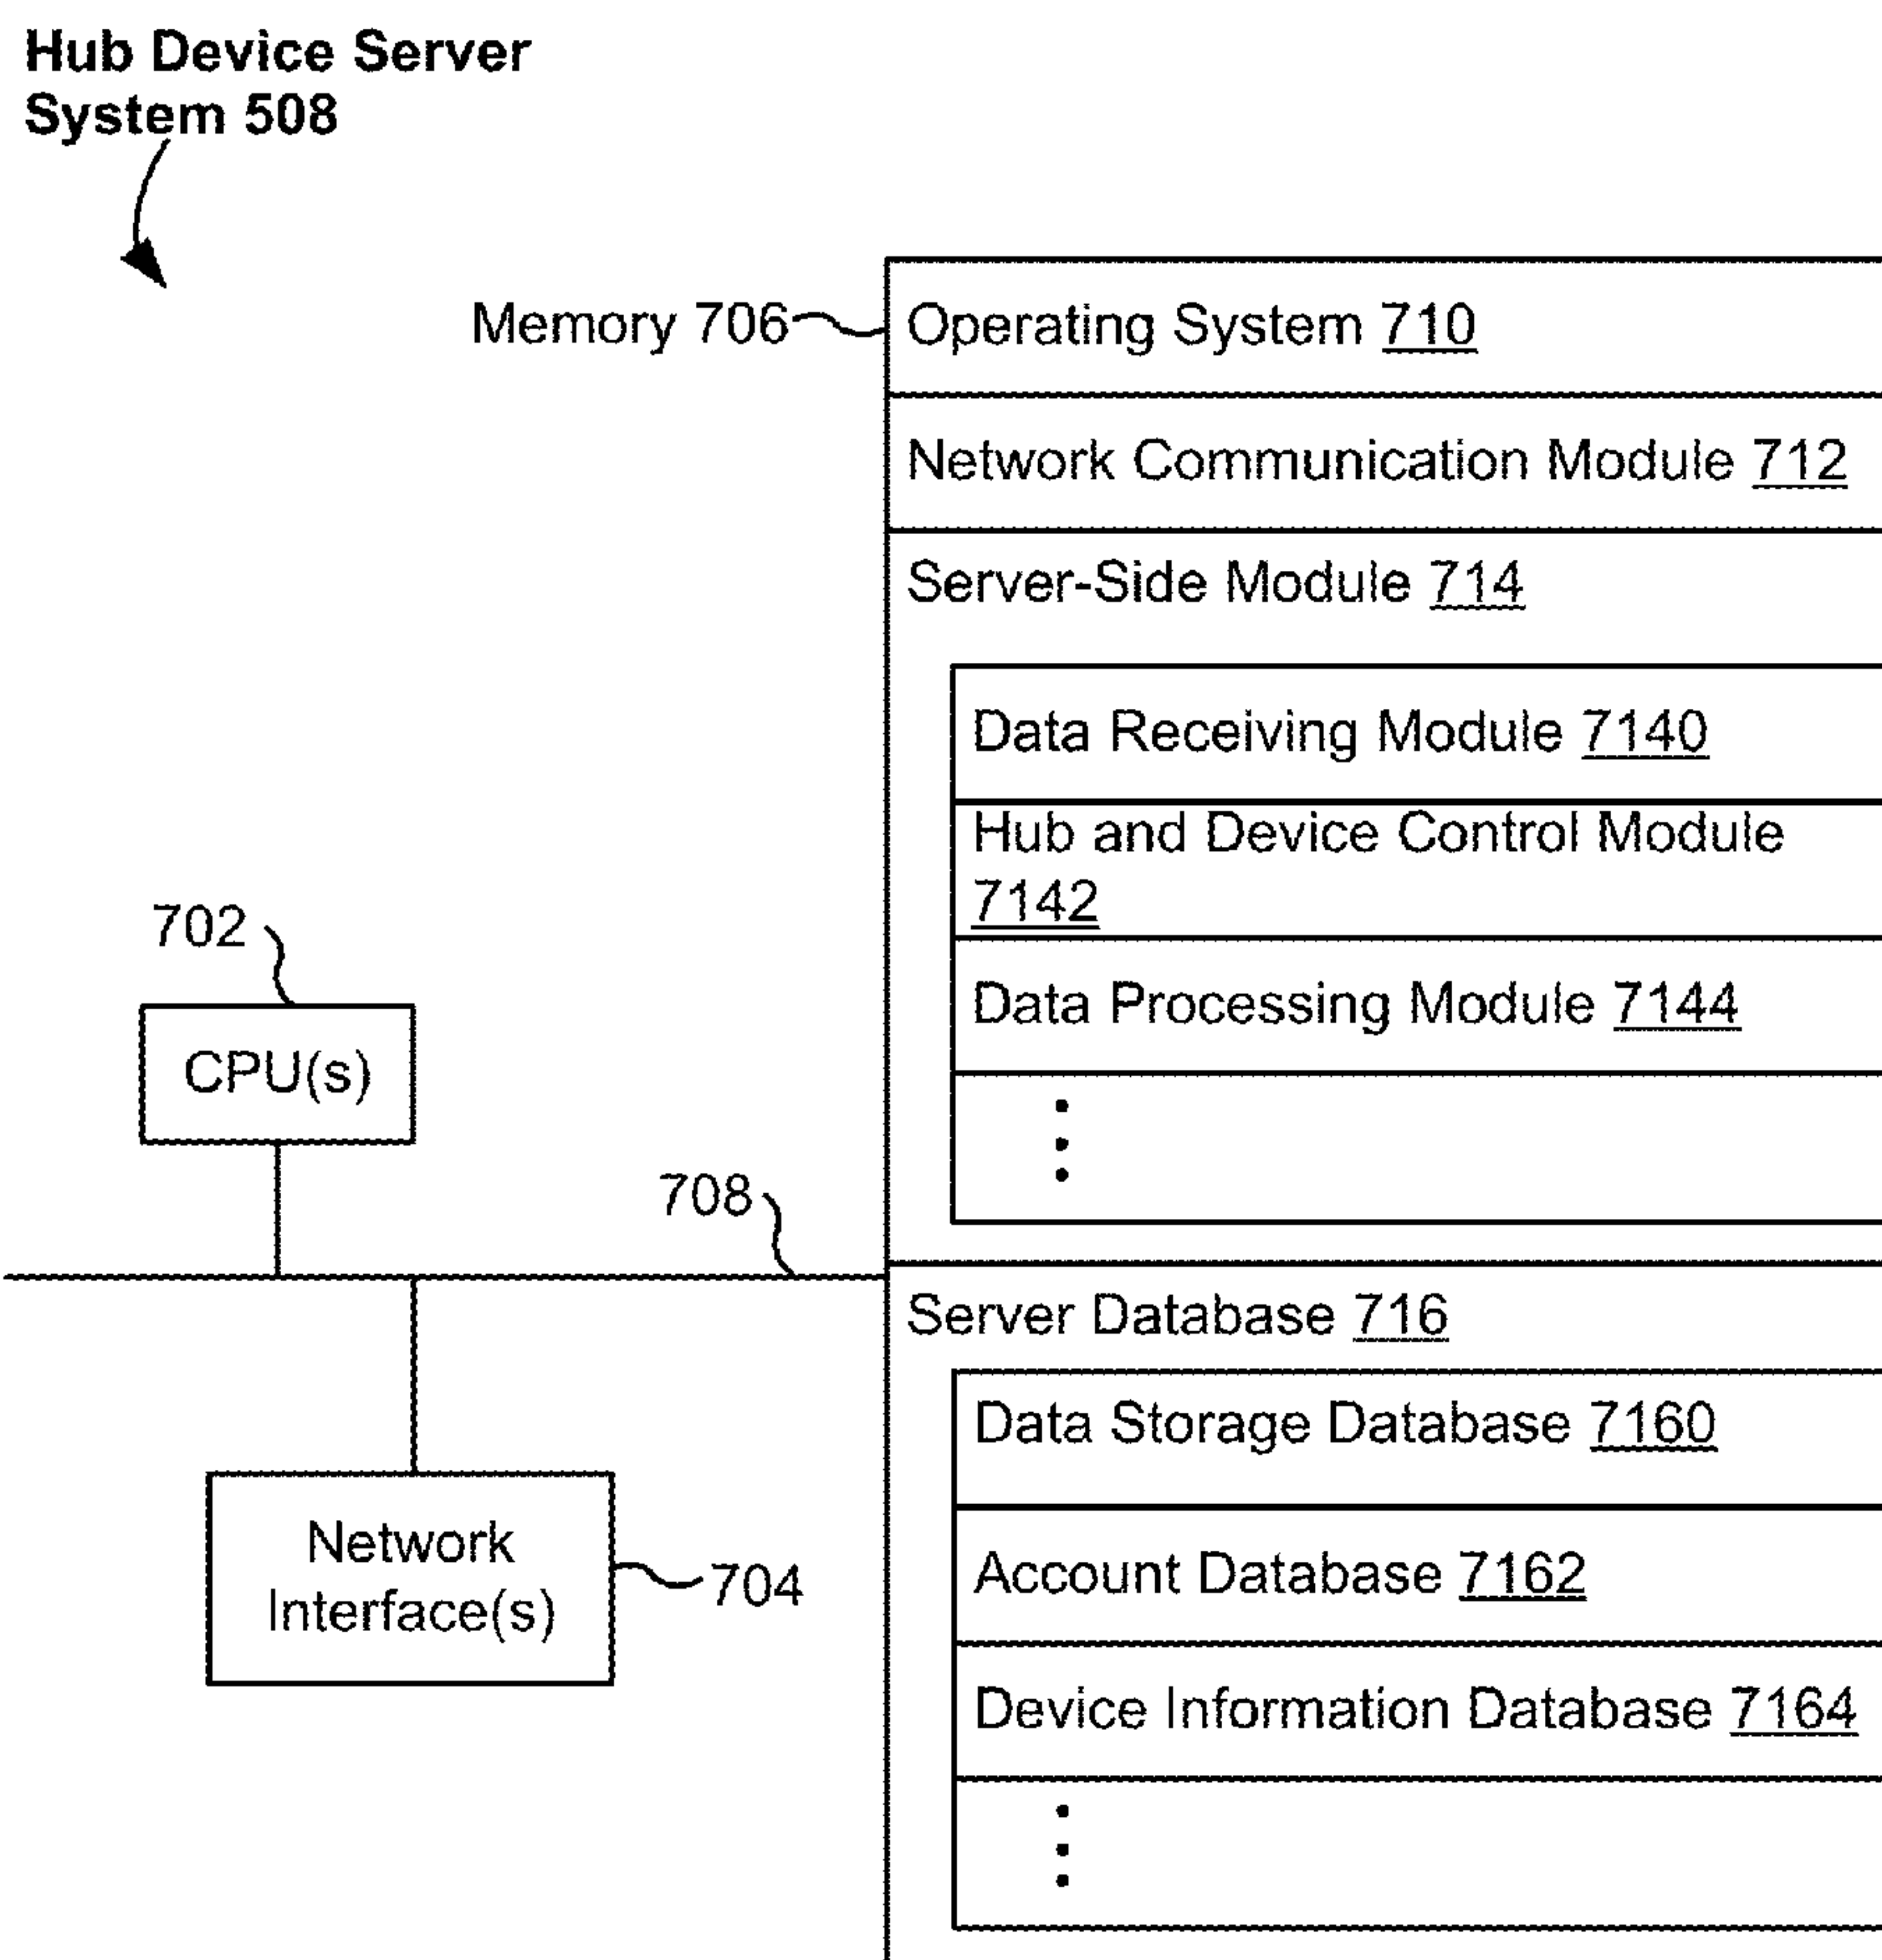 Hub Device Server
System 508
Memory 706
Operating System 710
Network Communication Module 712
Server-Side Module 714
Data Receiving Module 7140
Hub and Device Control Module
7142
Data Processing Module 7144
702
CPU(s)
708
Network
Interface(s)
704
Server Database 716
Data Storage Database 7160
Account Database 7162
Device Information Database 7164